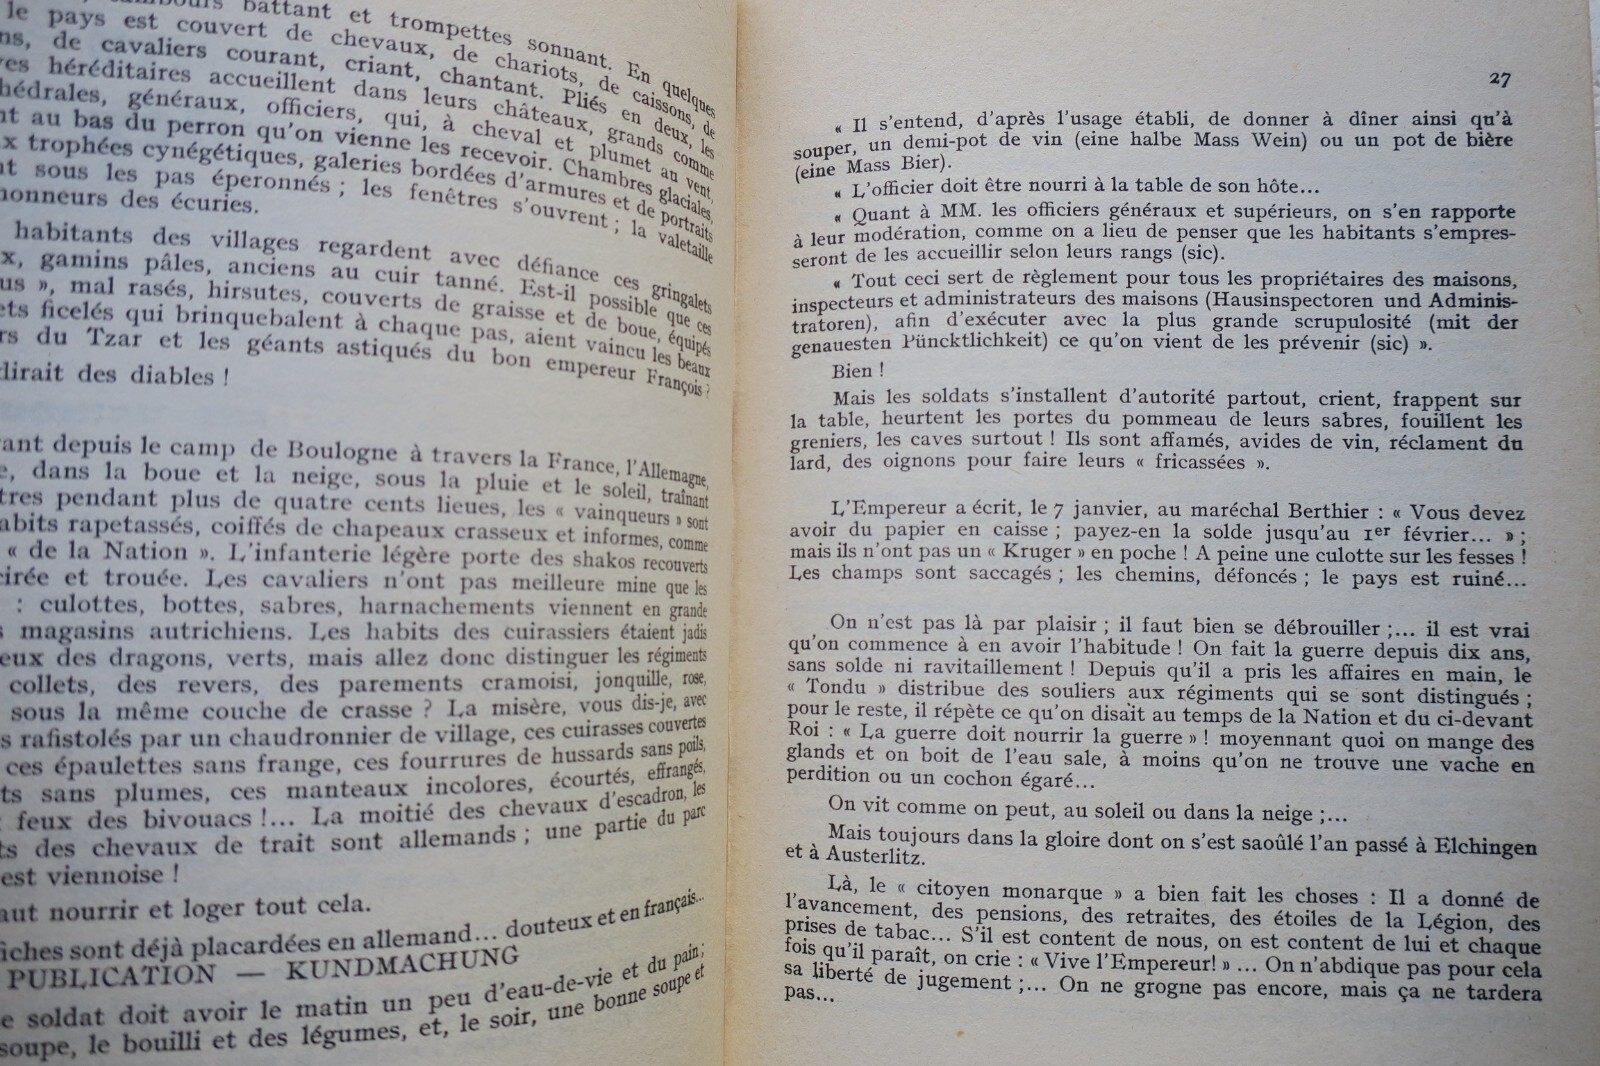 battant et trompettes sonnant. En quelques
le pays est couvert de chevaux, de chariots, de caissons, de
de cavaliers courant, criant, chantant. Pliés en deux, les
héréditaires accueillent dans leurs châteaux, grands comme
généraux, officiers, qui, à cheval et plumet au vent,
au bas du perron qu'on vienne les recevoir. Chambres glaciales,
trophées cynégétiques, galeries bordées d'armures et de portraits
sous les pas éperonnés ; les fenêtres s'ouvrent ; la valetaille
honneurs des écuries.
habitants des villages regardent avec défiance ces gringalets
gamins pâles, anciens au cuir tanné. Est-il possible que ces
», mal rasés, hirsutes, couverts de graisse et de boue, équipés
ficelés qui brinquebalent à chaque pas, aient vaincu les beaux
du Tzar et les géants astiqués du bon empereur François ?
dirait des diables !
depuis le camp de Boulogne à travers la France, l'Allemagne,
dans la boue et la neige, sous la pluie et le soleil, traînant
pendant plus de quatre cents lieues, les « vainqueurs » sont
rapetassés, coiffés de chapeaux crasseux et informes, comme
« de la Nation ». L'infanterie légère porte des shakos recouverts
cirée et trouée. Les cavaliers n'ont pas meilleure mine que les
: culottes, bottes, sabres, harnachements viennent en grande
magasins autrichiens. Les habits des cuirassiers étaient jadis
ceux des dragons, verts, mais allez donc distinguer les régiments
collets, des revers, des parements cramoisi, jonquille, rose,
sous la même couche de crasse ? La misère, vous dis-je, avec
rafistolés par un chaudronnier de village, ces cuirasses couvertes
ces épaulettes sans frange, ces fourrures de hussards sans poils,
sans plumes, ces manteaux incolores, écourtés, effrangés,
feux des bivouacs !... La moitié des chevaux d'escadron, les
des chevaux de trait sont allemands ; une partie du parc
est viennoise !
nourrir et loger tout cela.
sont déjà placardées en allemand... douteux et en français...
PUBLICATION — KUNDMACHUNG
soldat doit avoir le matin un peu d'eau-de-vie et du pain ;
soupe, le bouilli et des légumes, et, le soir, une bonne soupe et
27
« Il s'entend, d'après l'usage établi, de donner à dîner ainsi qu'à
souper, un demi-pot de vin (eine halbe Mass Wein) ou un pot de bière
(eine Mass Bier).
« L'officier doit être nourri à la table de son hôte...
« Quant à MM. les officiers généraux et supérieurs, on s'en rapporte
à leur modération, comme on a lieu de penser que les habitants s'empres-
seront de les accueillir selon leurs rangs (sic).
« Tout ceci sert de règlement pour tous les propriétaires des maisons,
inspecteurs et administrateurs des maisons (Hausinspectoren und Adminis-
tratoren), afin d'exécuter avec la plus grande scrupulosité (mit der
genauesten Püncktlichkeit) ce qu'on vient de les prévenir (sic) ».
Bien !
Mais les soldats s'installent d'autorité partout, crient, frappent sur
la table, heurtent les portes du pommeau de leurs sabres, fouillent les
greniers, les caves surtout ! Ils sont affamés, avides de vin, réclament du
lard, des oignons pour faire leurs « fricassées ».
L'Empereur a écrit, le 7 janvier, au maréchal Berthier : « Vous devez
avoir du papier en caisse ; payez-en la solde jusqu'au 1er février... » ;
mais ils n'ont pas un « Kruger » en poche ! A peine une culotte sur les fesses !
Les champs sont saccagés ; les chemins, défoncés ; le pays est ruiné...
On n'est pas là par plaisir ; il faut bien se débrouiller ;... il est vrai
qu'on commence à en avoir l'habitude ! On fait la guerre depuis dix ans,
sans solde ni ravitaillement ! Depuis qu'il a pris les affaires en main, le
« Tondu » distribue des souliers aux régiments qui se sont distingués ;
pour le reste, il répète ce qu'on disait au temps de la Nation et du ci-devant
Roi : « La guerre doit nourrir la guerre » ! moyennant quoi on mange des
glands et on boit de l'eau sale, à moins qu'on ne trouve une vache en
perdition ou un cochon égaré...
On vit comme on peut, au soleil ou dans la neige ;...
Mais toujours dans la gloire dont on s'est saoûlé l'an passé à Elchingen
et à Austerlitz.
Là, le « citoyen monarque » a bien fait les choses : Il a donné de
l'avancement, des pensions, des retraites, des étoiles de la Légion, des
prises de tabac... S'il est content de nous, on est content de lui et chaque
fois qu'il paraît, on crie : « Vive l'Empereur! » ... On n'abdique pas pour cela
sa liberté de jugement ;... On ne grogne pas encore, mais ça ne tardera
pas...